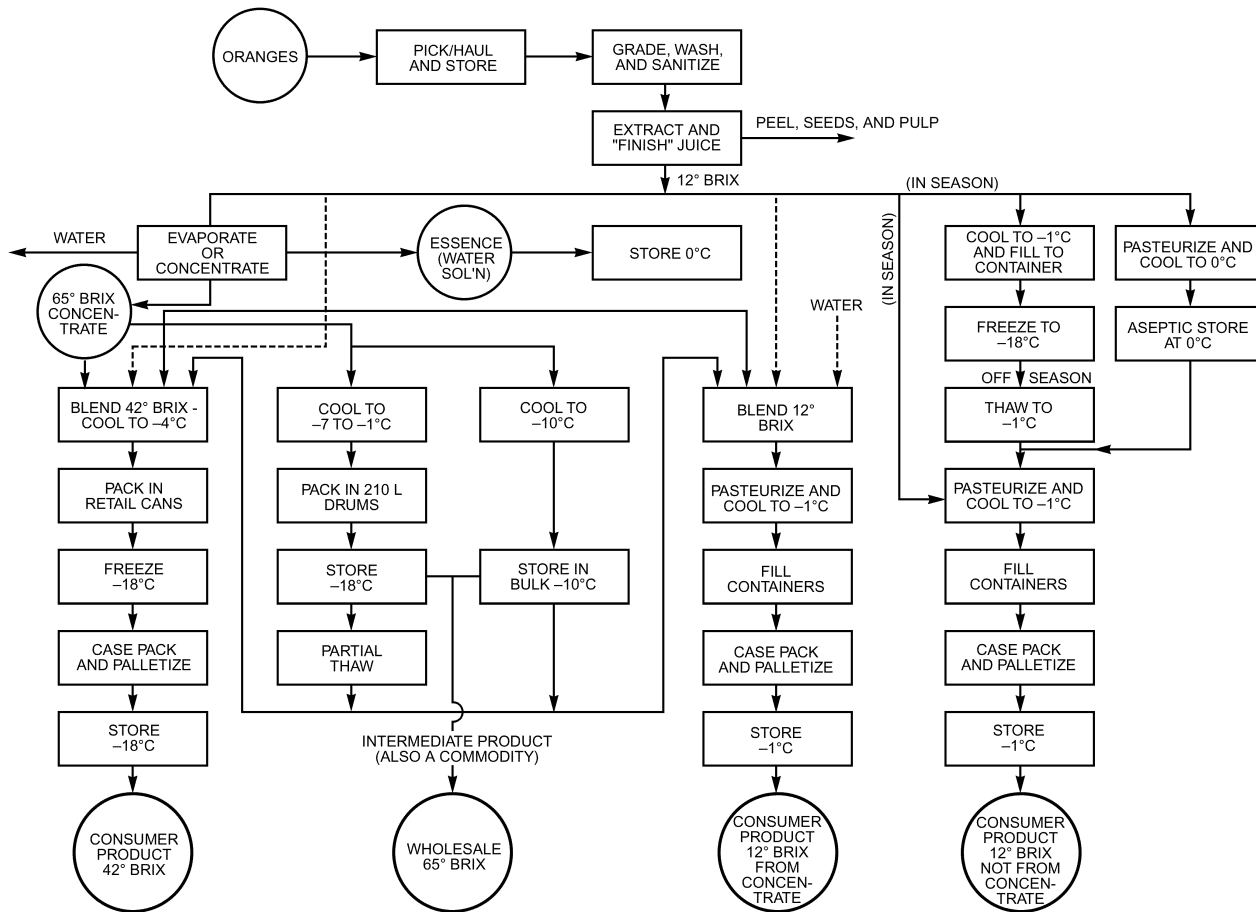 ORANGES
PICK/HAUL
AND STORE
GRADE, WASH,
AND SANITIZE
EXTRACT AND
"FINISH" JUICE
PEEL, SEEDS, AND PULP
12° BRIX
(IN SEASON)
(IN SEASON)
WATER
EVAPORATE
OR
CONCENTRATE
ESSENCE
(WATER
SOL'N)
STORE 0°C
COOL TO –1°C
AND FILL TO
CONTAINER
PASTEURIZE AND
COOL TO 0°C
65° BRIX
CONCEN-
TRATE
WATER
FREEZE TO
–18°C
ASEPTIC STORE
AT 0°C
OFF SEASON
BLEND 42° BRIX -
COOL TO –4°C
COOL TO
–7 TO –1°C
COOL TO
–10°C
BLEND 12°
BRIX
THAW TO
–1°C
PACK IN
RETAIL CANS
PACK IN 210 L
DRUMS
PASTEURIZE AND
COOL TO –1°C
PASTEURIZE AND
COOL TO –1°C
FREEZE
–18°C
STORE
–18°C
STORE IN
BULK –10°C
FILL
CONTAINERS
FILL
CONTAINERS
CASE PACK
AND PALLETIZE
PARTIAL
THAW
CASE PACK
AND PALLETIZE
CASE PACK
AND PALLETIZE
STORE
–18°C
INTERMEDIATE PRODUCT
(ALSO A COMMODITY)
STORE
–1°C
STORE
–1°C
CONSUMER
PRODUCT
42° BRIX
WHOLESALE
65° BRIX
CONSUMER
PRODUCT
12° BRIX
FROM
CONCEN-
TRATE
CONSUMER
PRODUCT
12° BRIX
NOT FROM
CONCEN-
TRATE